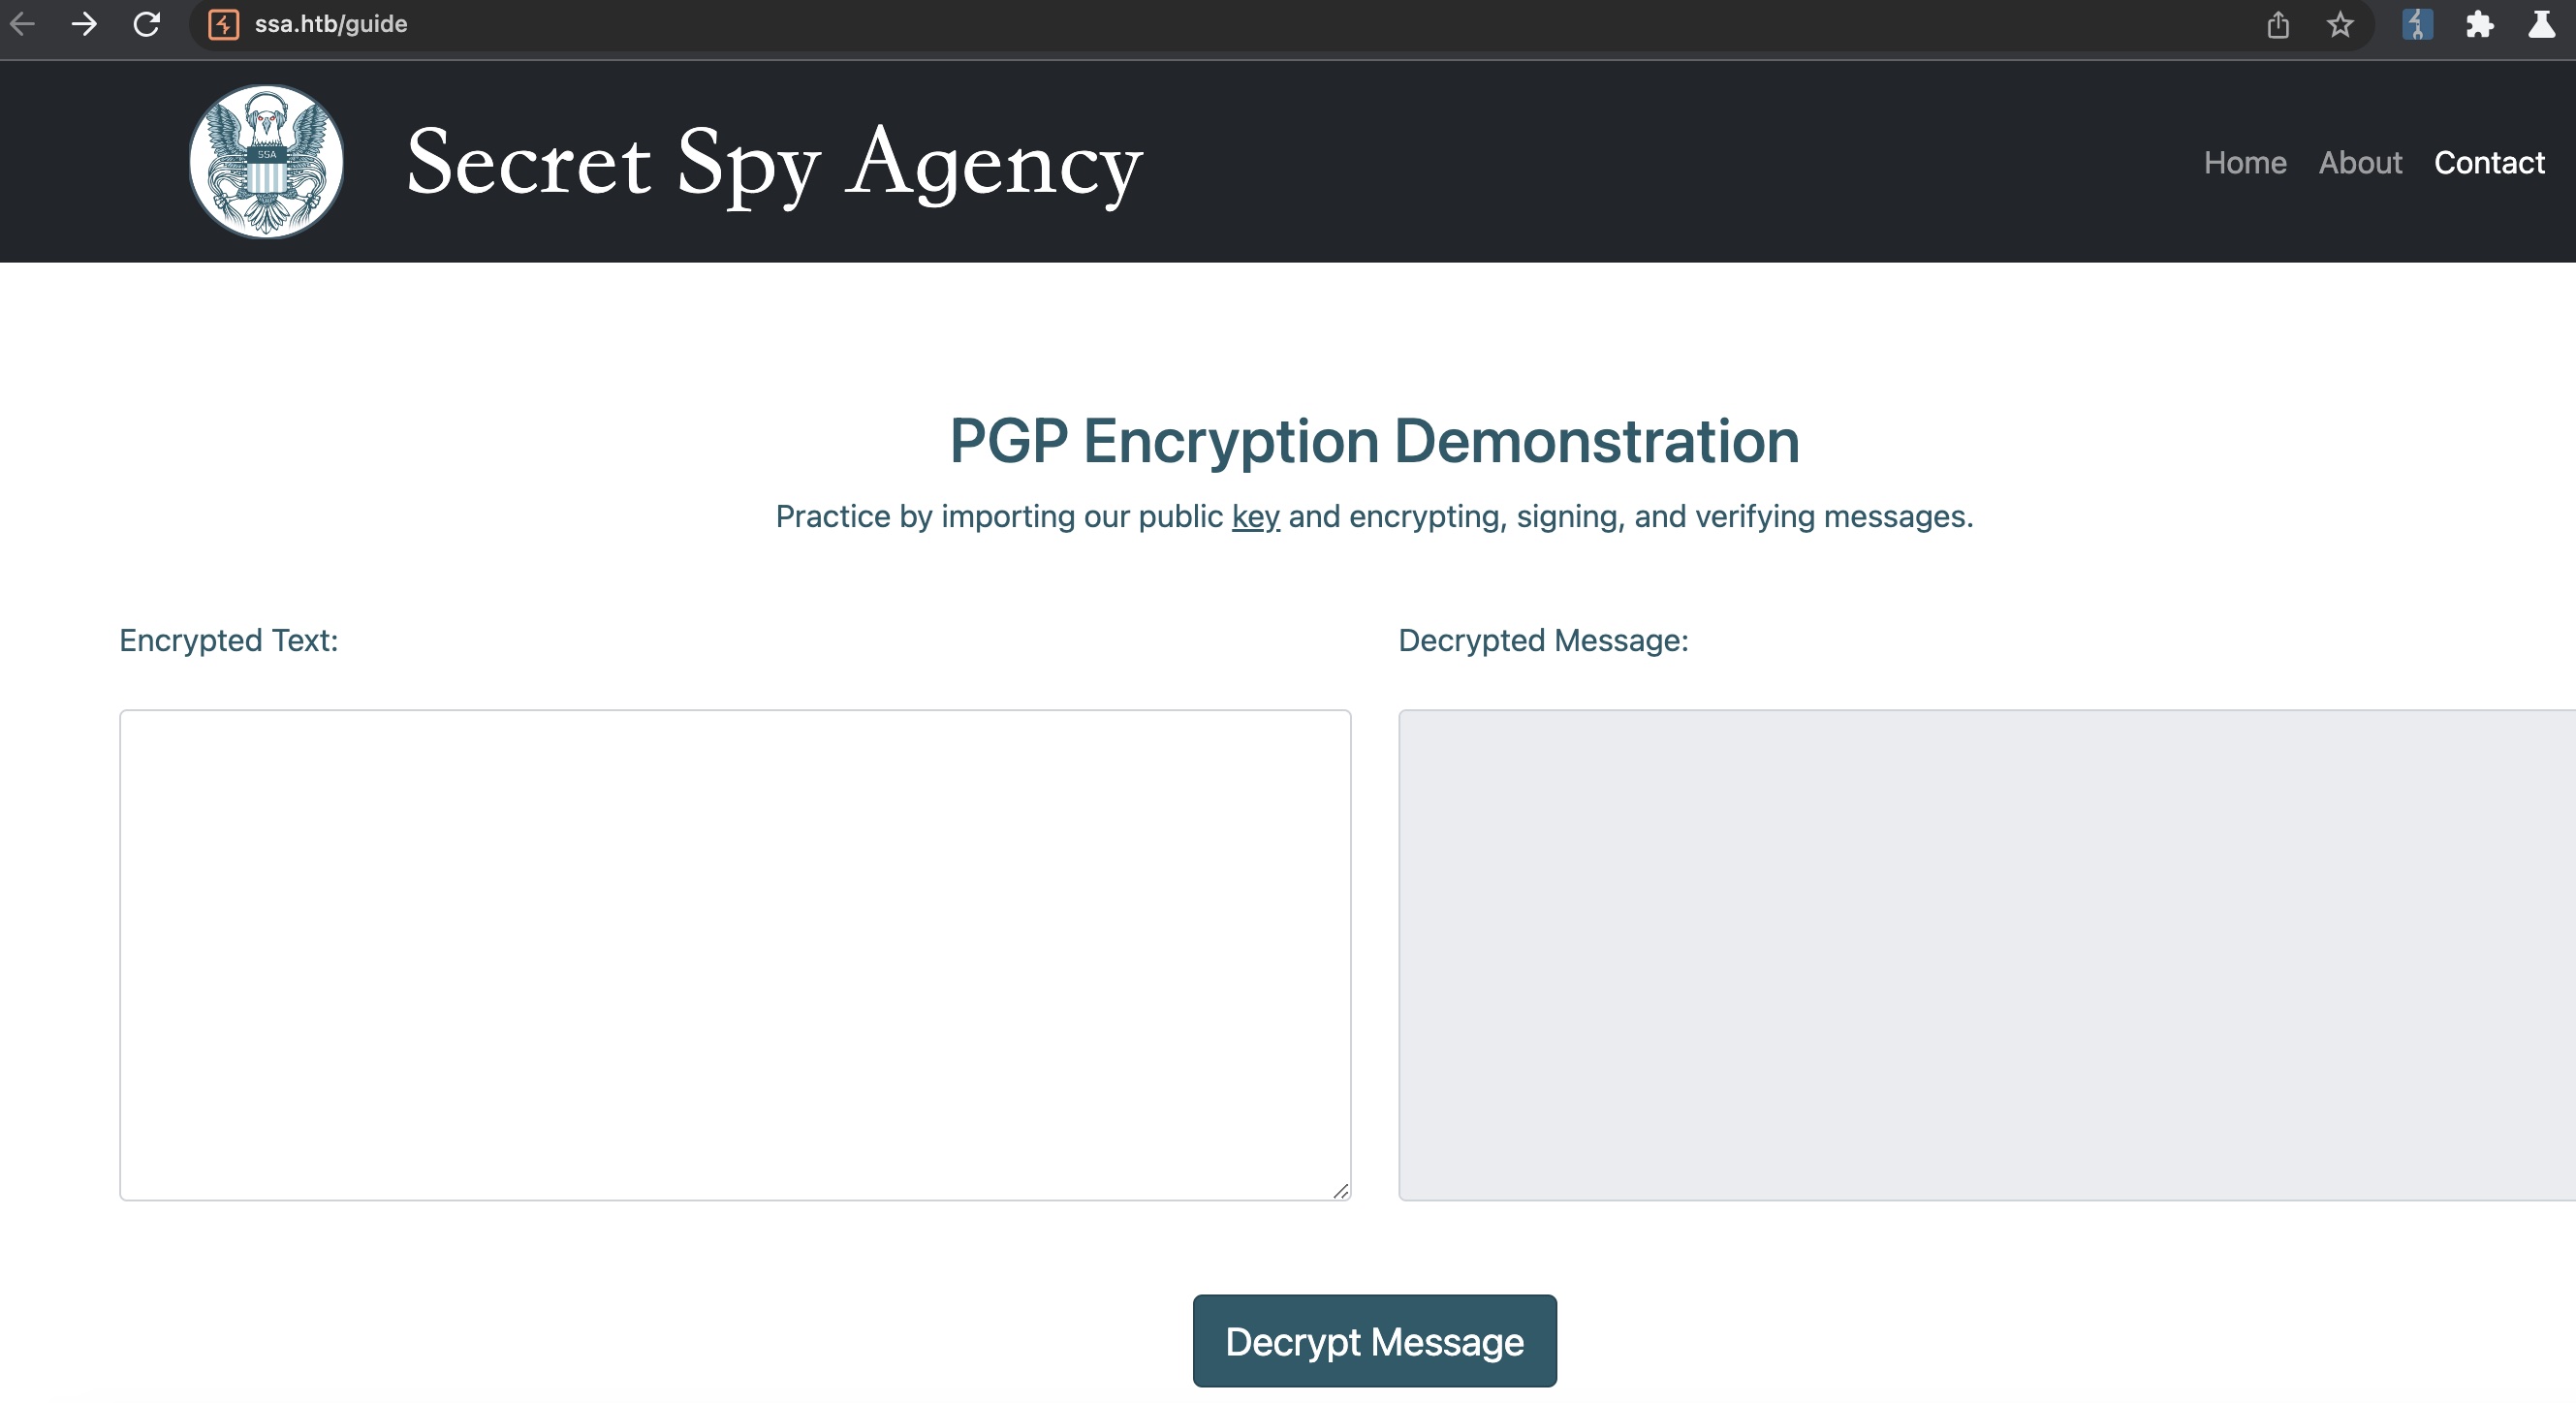 ssa.htb/guide
SSA
Secret Spy Agency
Home About Contact
PGP Encryption Demonstration
Practice by importing our public key and encrypting, signing, and verifying messages.
Encrypted Text:
Decrypted Message:
Decrypt Message